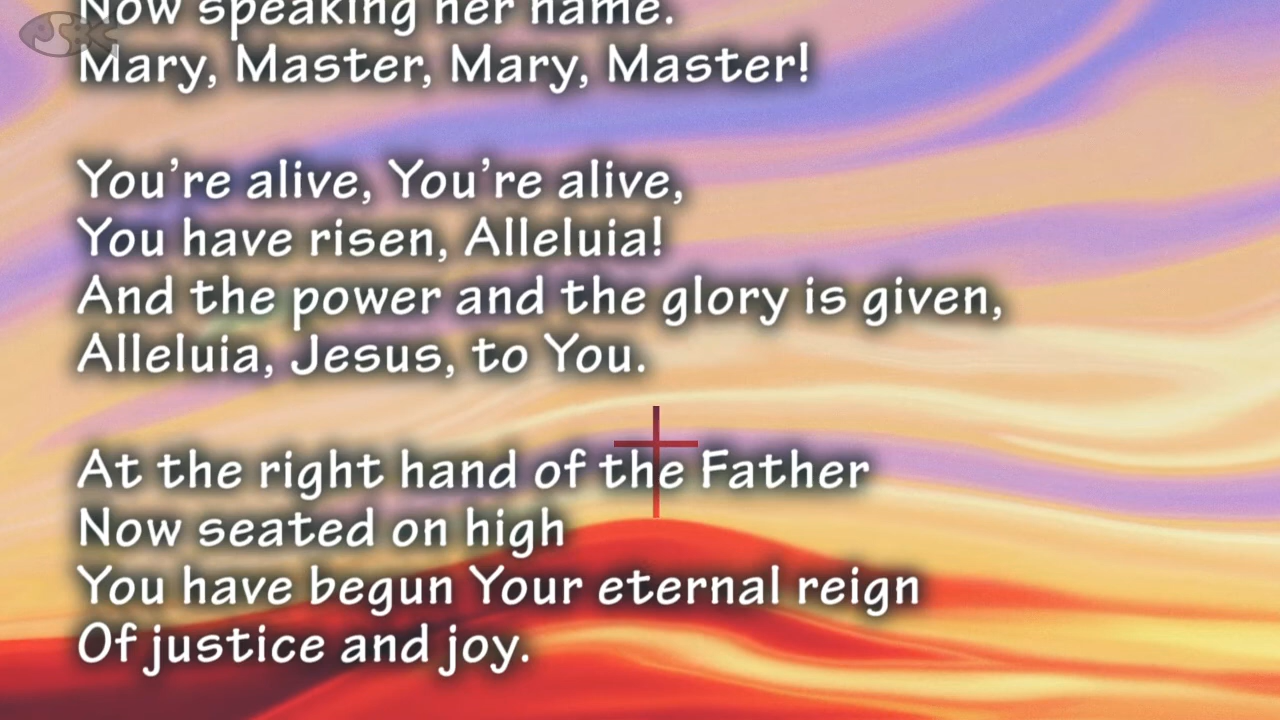 Now speaking her name.
Mary, Master, Mary, Master!
You’re alive, You’re alive,
You have risen, Alleluia!
And the power and the glory is given,
Alleluia, Jesus, to You.
At the right hand of the Father
Now seated on high
You have begun Your eternal reign
Of justice and joy.